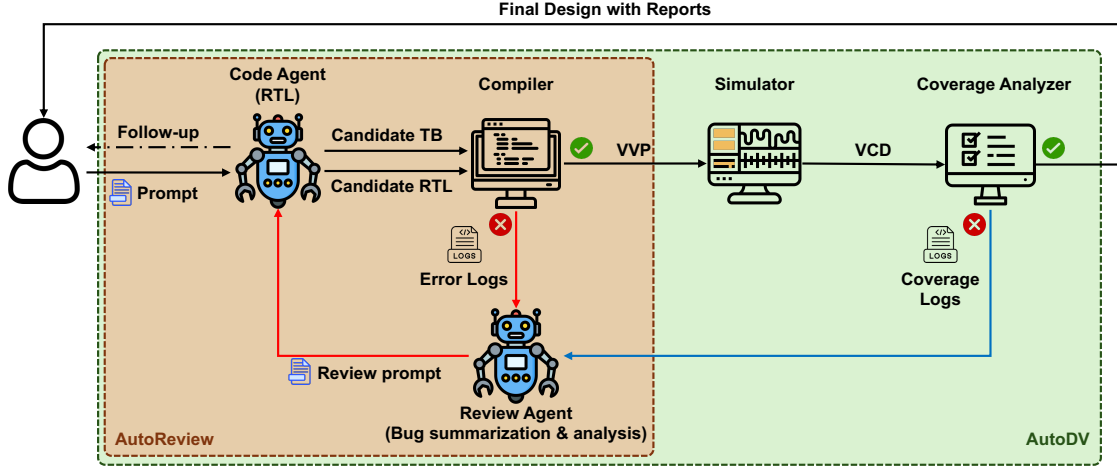 Final Design with Reports
Code Agent
(RTL)
Compiler
Simulator
Coverage Analyzer
Follow-up
Candidate TB
VVP
VCD
Prompt
Candidate RTL
LOGS
Error Logs
LOGS
Coverage
Logs
Review prompt
Review Agent
(Bug summarization & analysis)
AutoReview
AutoDV